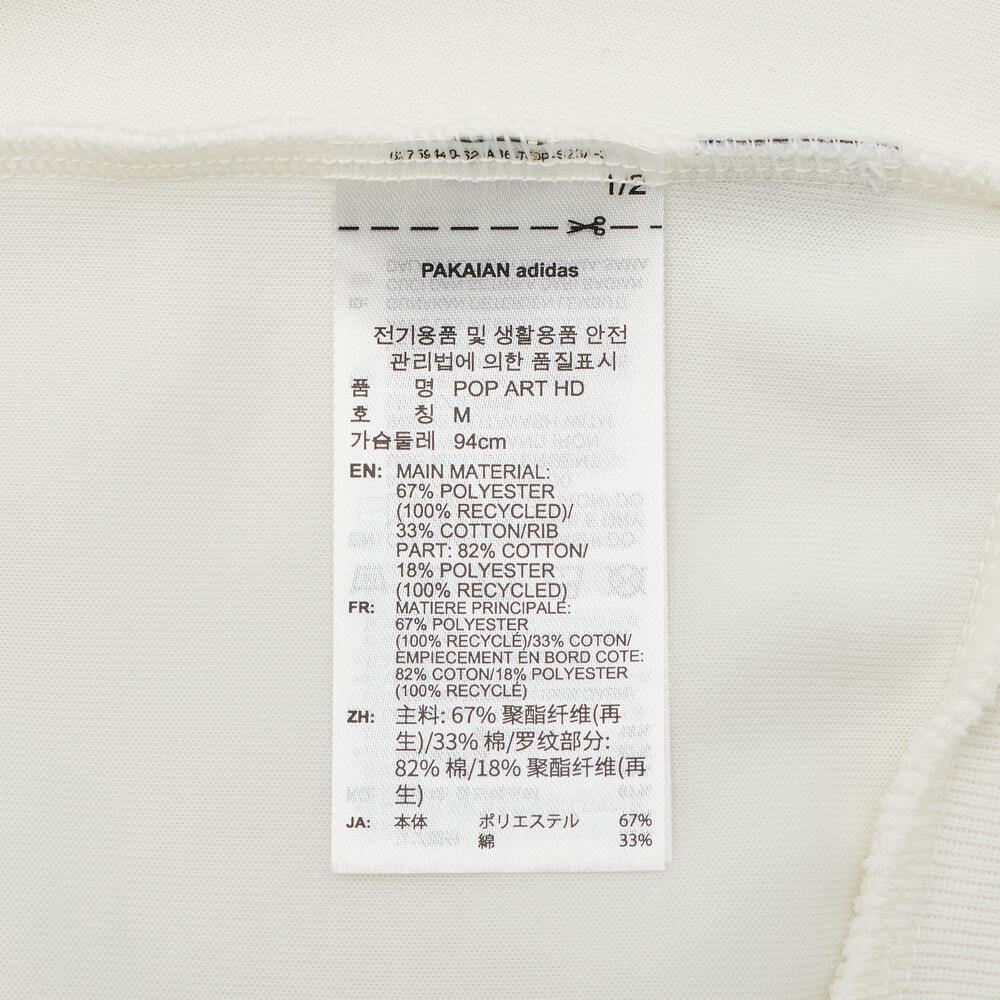 1/2
PAKAIAN adidas
전기용품 및 생활용품 안전
관리법에 의한 품질표시
품 명 POP ART HD
호 칭 M
가슴둘레 94cm
EN: MAIN MATERIAL:
67% POLYESTER
(100% RECYCLED)/
33% COTTON/RIB
PART: 82% COTTON/
18% POLYESTER
(100% RECYCLED)
FR: MATIERE PRINCIPALE:
67% POLYESTER
(100% RECYCLÉ)/33% COTON/
EMPIECEMENT EN BORD COTE:
82% COTON/18% POLYESTER
(100% RECYCLÉ)
ZH: 主料: 67% 聚酯纤维(再
生)/33% 棉/罗纹部分:
82% 棉/18% 聚酯纤维(再
生)
JA: 本体 ポリエステル 67%
綿 33%